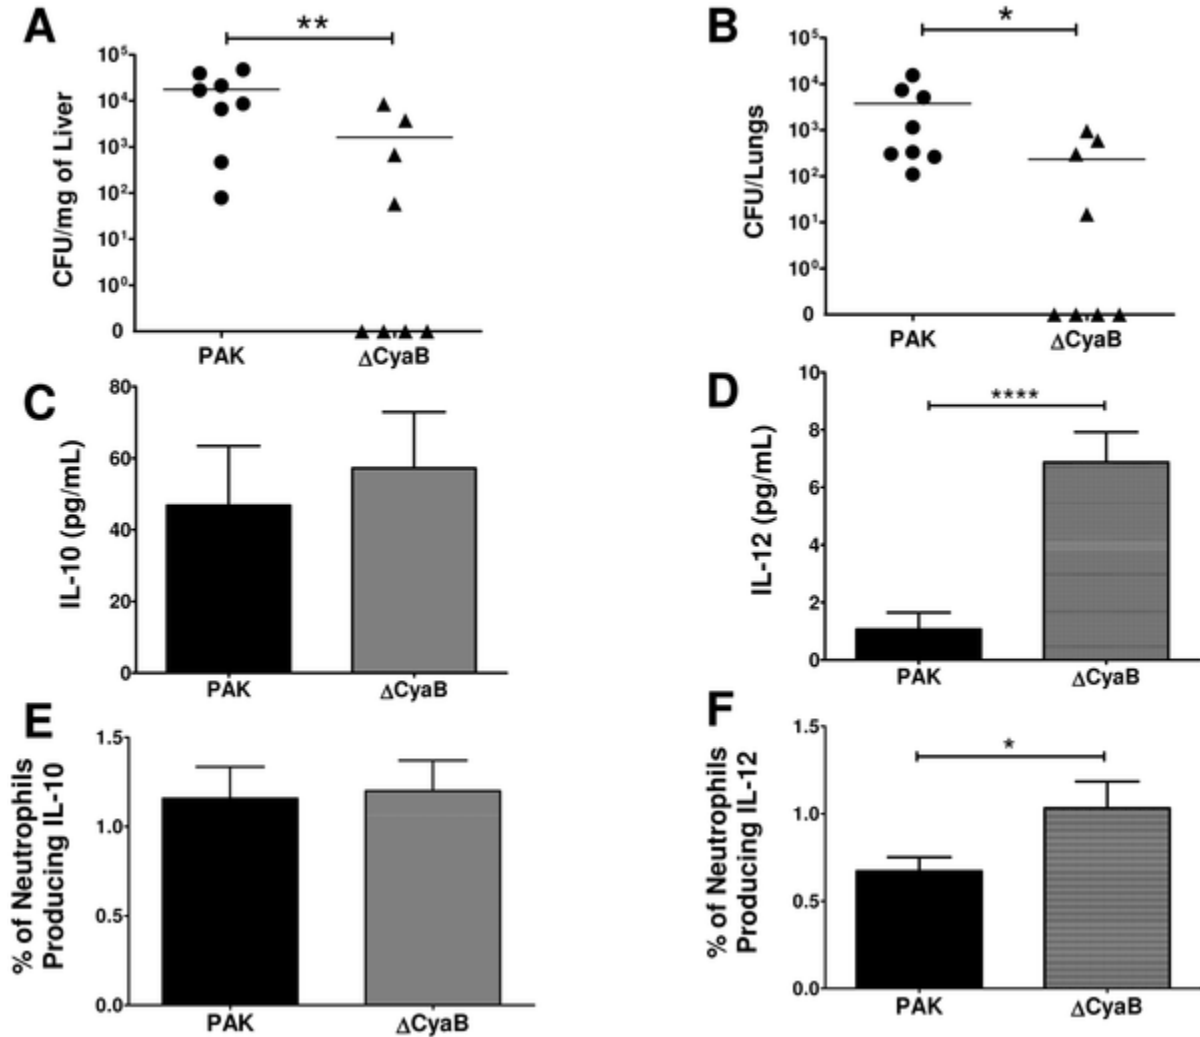 A
**
CFU/mg of Liver
10⁵
10⁴
10³
10²
10¹
10⁰
0
PAK
ΔCyaB
B
*
CFU/Lungs
10⁵
10⁴
10³
10²
10¹
10⁰
0
PAK
ΔCyaB
C
IL-10 (pg/mL)
80
60
40
20
0
PAK
ΔCyaB
D
****
IL-12 (pg/mL)
10
8
6
4
2
0
PAK
ΔCyaB
E
% of Neutrophils
Producing IL-10
1.5
1.0
0.5
0.0
PAK
ΔCyaB
F
*
% of Neutrophils
Producing IL-12
1.5
1.0
0.5
0.0
PAK
ΔCyaB